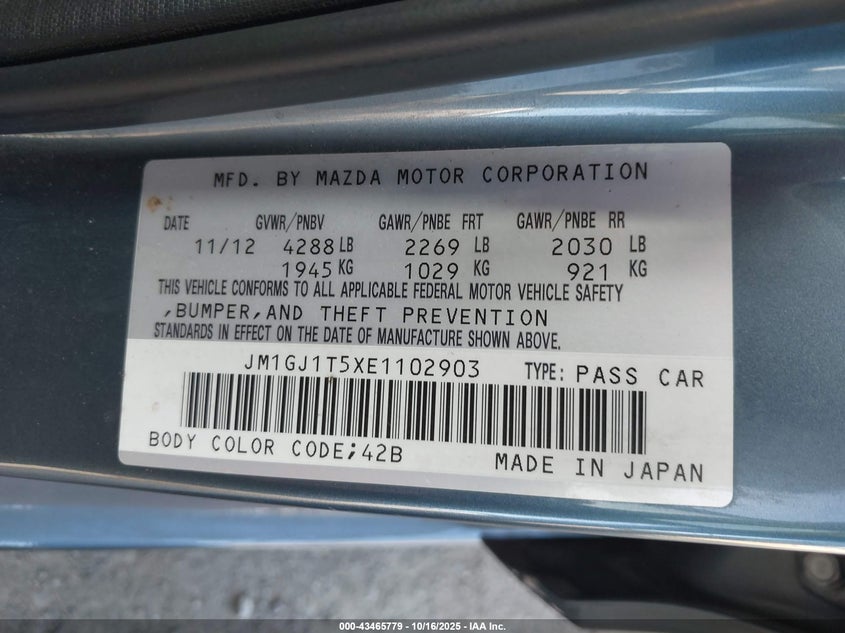 MFD. BY MAZDA MOTOR CORPORATION
DATE GVWR/PNBV GAWR/PNBE FRT GAWR/PNBE RR
11/12 4288 LB 2269 LB 2030 LB
1945 KG 1029 KG 921 KG
THIS VEHICLE CONFORMS TO ALL APPLICABLE FEDERAL MOTOR VEHICLE SAFETY
,BUMPER,AND THEFT PREVENTION
STANDARDS IN EFFECT ON THE DATE OF MANUFACTURE SHOWN ABOVE.
JM1GJ1T5XE1102903 TYPE: PASS CAR
BODY COLOR CODE;42B
MADE IN JAPAN
000-43465779 - 10/16/2025 - IAA Inc.